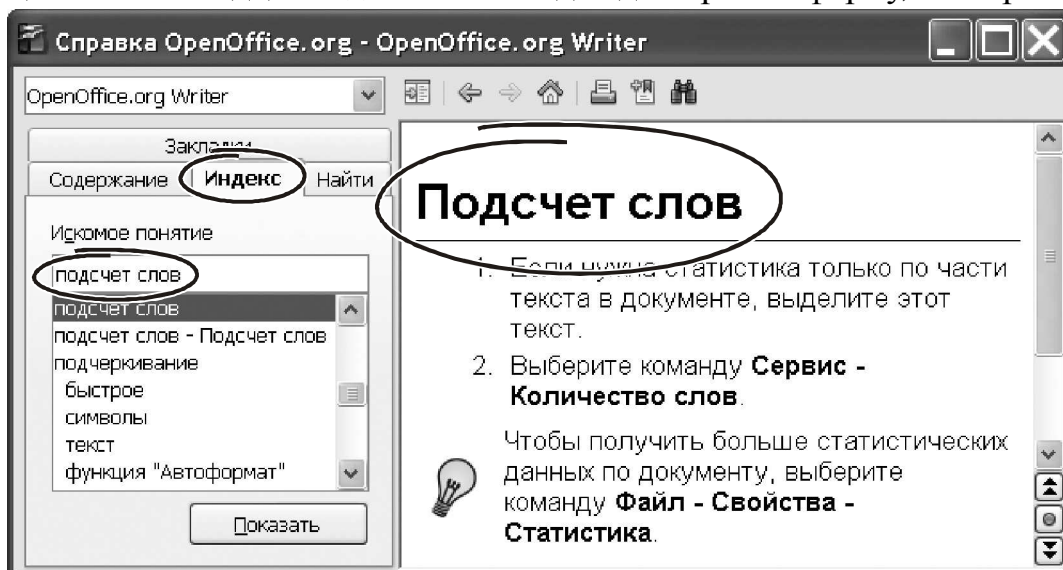 Справка OpenOffice.org - OpenOffice.org Writer
OpenOffice.org Writer
Закладки
Содержание
Индекс
Найти
Искомое понятие
подсчет слов
подсчет слов
подсчет слов - Подсчет слов
подчеркивание
быстрое
символы
текст
функция "Автоформат"
Показать
Подсчет слов
1. Если нужна статистика только по части
текста в документе, выделите этот
текст.
2. Выберите команду Сервис -
Количество слов.
Чтобы получить больше статистических
данных по документу, выберите
команду Файл - Свойства -
Статистика.